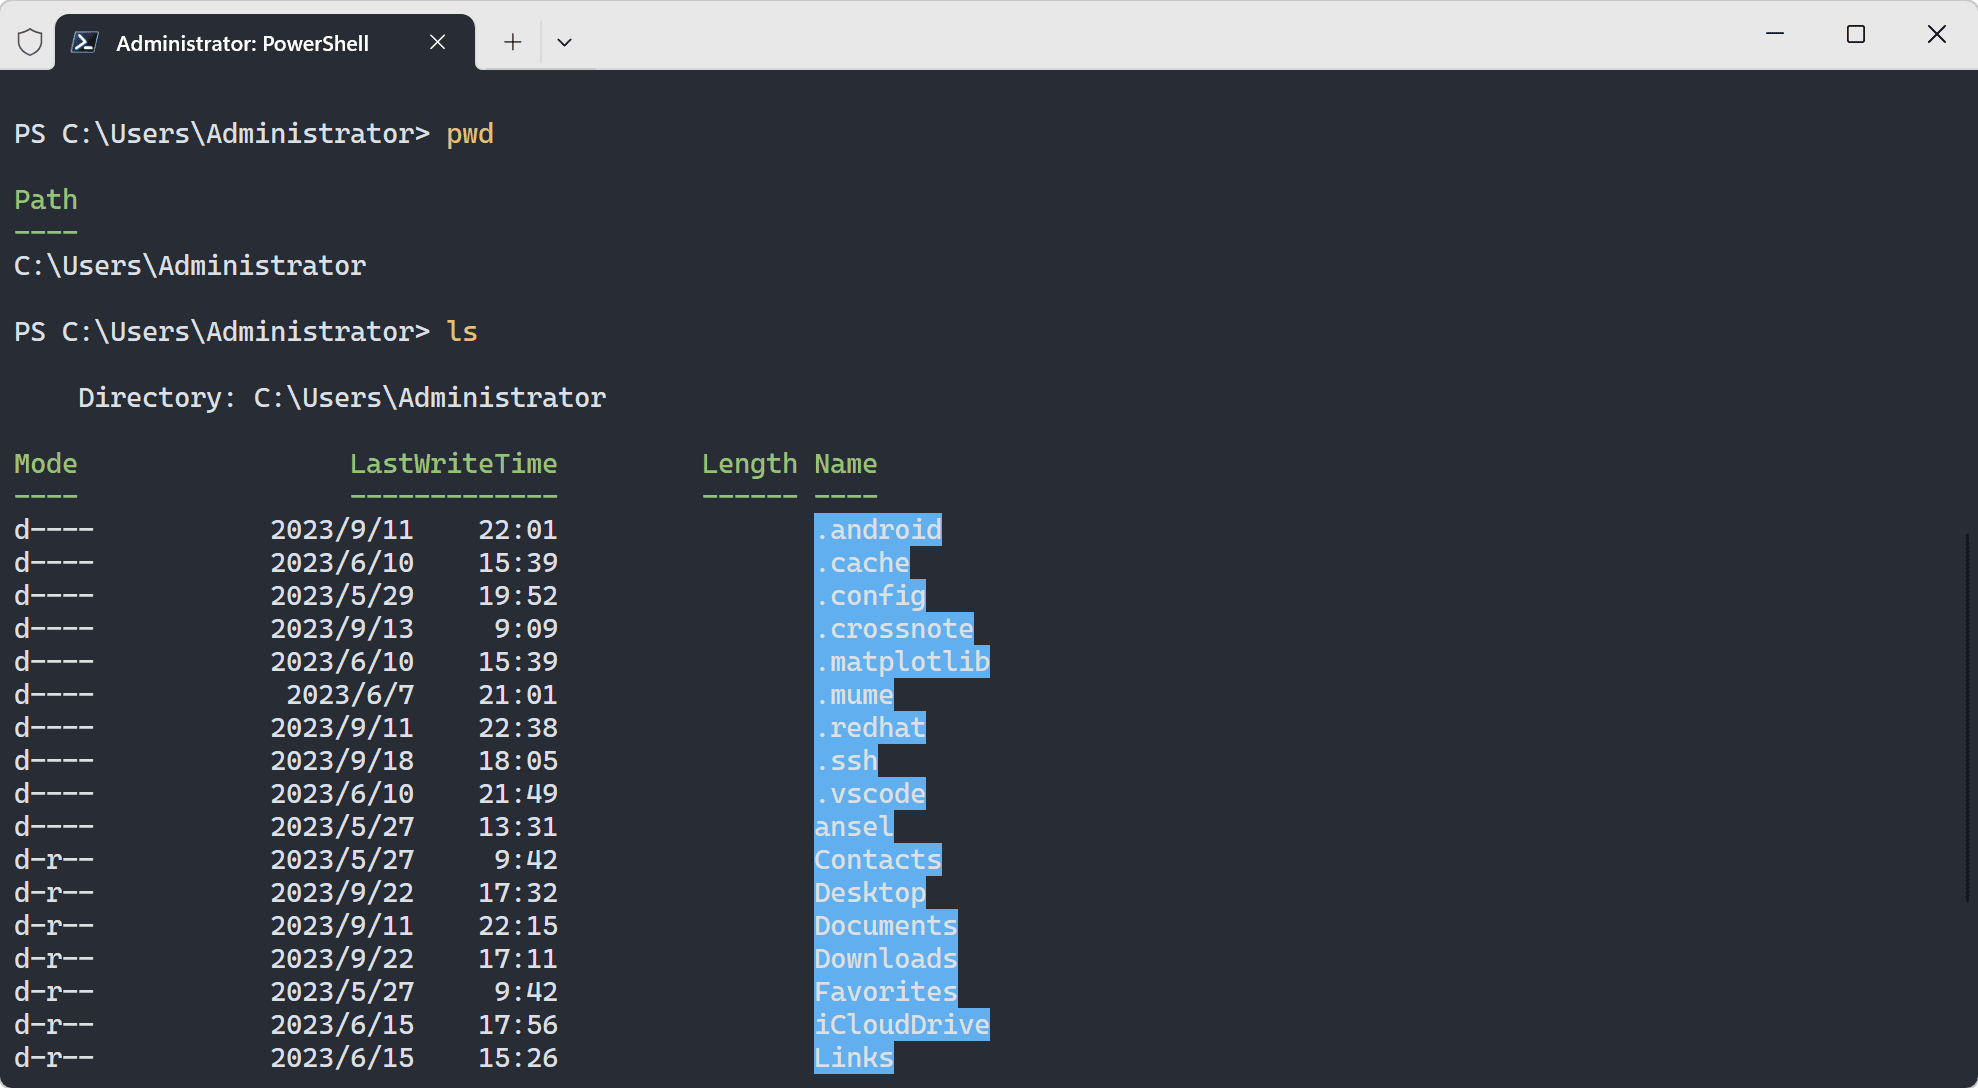 Administrator: PowerShell
PS C:\Users\Administrator> pwd
Path
----
C:\Users\Administrator
PS C:\Users\Administrator> ls
    Directory: C:\Users\Administrator
Mode                 LastWriteTime         Length Name
----                 -------------         ------ ----
d----           2023/9/11    22:01                .android
d----           2023/6/10    15:39                .cache
d----           2023/5/29    19:52                .config
d----           2023/9/13     9:09                .crossnote
d----           2023/6/10    15:39                .matplotlib
d----            2023/6/7    21:01                .mume
d----           2023/9/11    22:38                .redhat
d----           2023/9/18    18:05                .ssh
d----           2023/6/10    21:49                .vscode
d----           2023/5/27    13:31                ansel
d-r--           2023/5/27     9:42                Contacts
d-r--           2023/9/22    17:32                Desktop
d-r--           2023/9/11    22:15                Documents
d-r--           2023/9/22    17:11                Downloads
d-r--           2023/5/27     9:42                Favorites
d-r--           2023/6/15    17:56                iCloudDrive
d-r--           2023/6/15    15:26                Links